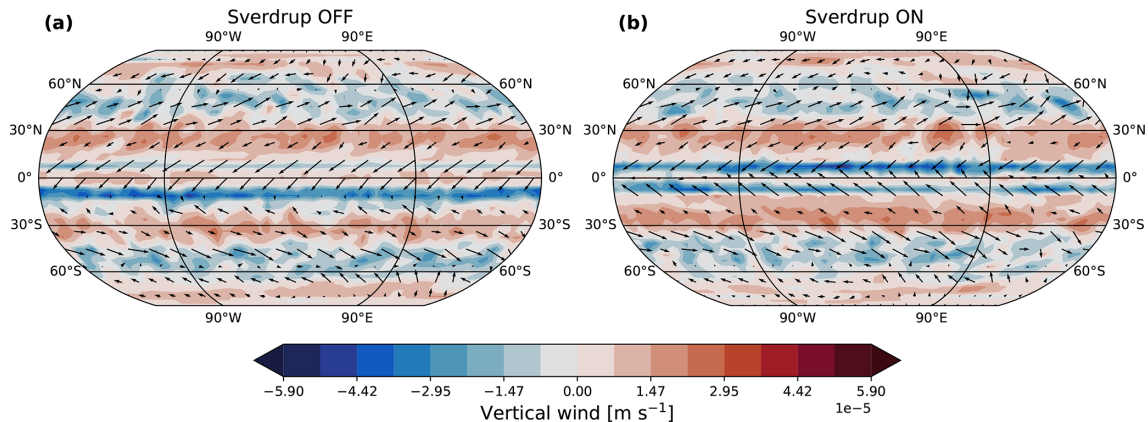 (a) Sverdrup OFF
90°W 90°E
60°N 60°N
30°N 30°N
0° 0°
30°S 30°S
60°S 60°S
90°W 90°E
(b) Sverdrup ON
90°W 90°E
60°N 60°N
30°N 30°N
0° 0°
30°S 30°S
60°S 60°S
90°W 90°E
−5.90 −4.42 −2.95 −1.47 0.00 1.47 2.95 4.42 5.90
1e−5
Vertical wind [m s⁻¹]